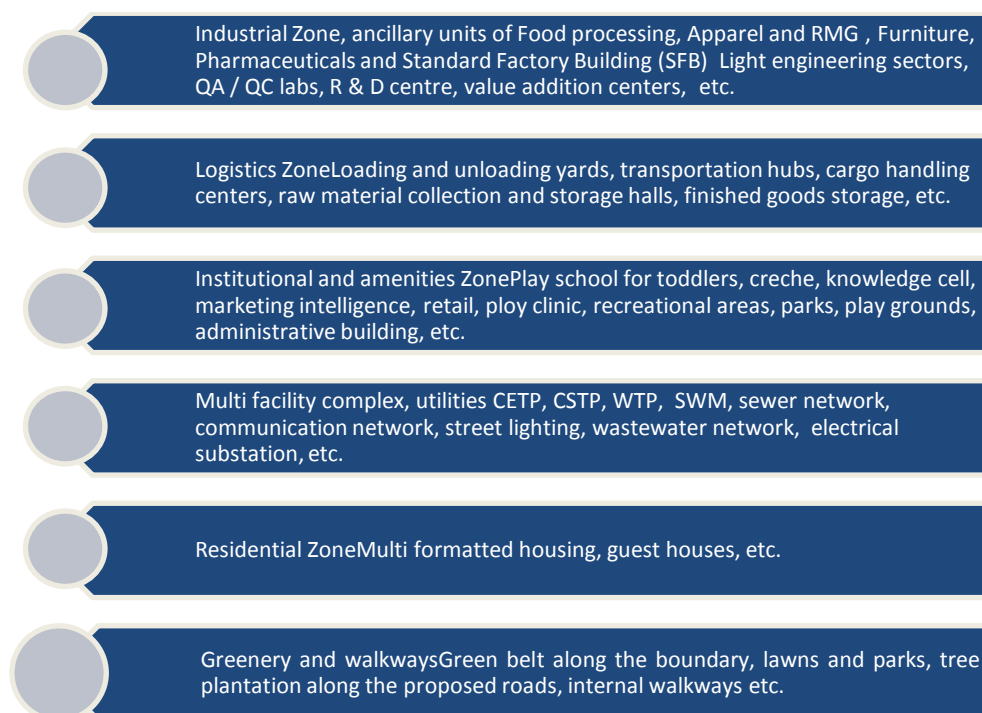 Industrial Zone, ancillary units of Food processing, Apparel and RMG , Furniture,
Pharmaceuticals and Standard Factory Building (SFB)  Light engineering sectors,
QA / QC labs, R & D centre, value addition centers,  etc.
Logistics ZoneLoading and unloading yards, transportation hubs, cargo handling
centers, raw material collection and storage halls, finished goods storage, etc.
Institutional and amenities ZonePlay school for toddlers, creche, knowledge cell,
marketing intelligence, retail, ploy clinic, recreational areas, parks, play grounds,
administrative building, etc.
Multi facility complex, utilities CETP, CSTP, WTP,  SWM, sewer network,
communication network, street lighting, wastewater network,  electrical
substation, etc.
Residential ZoneMulti formatted housing, guest houses, etc.
Greenery and walkwaysGreen belt along the boundary, lawns and parks, tree
plantation along the proposed roads, internal walkways etc.